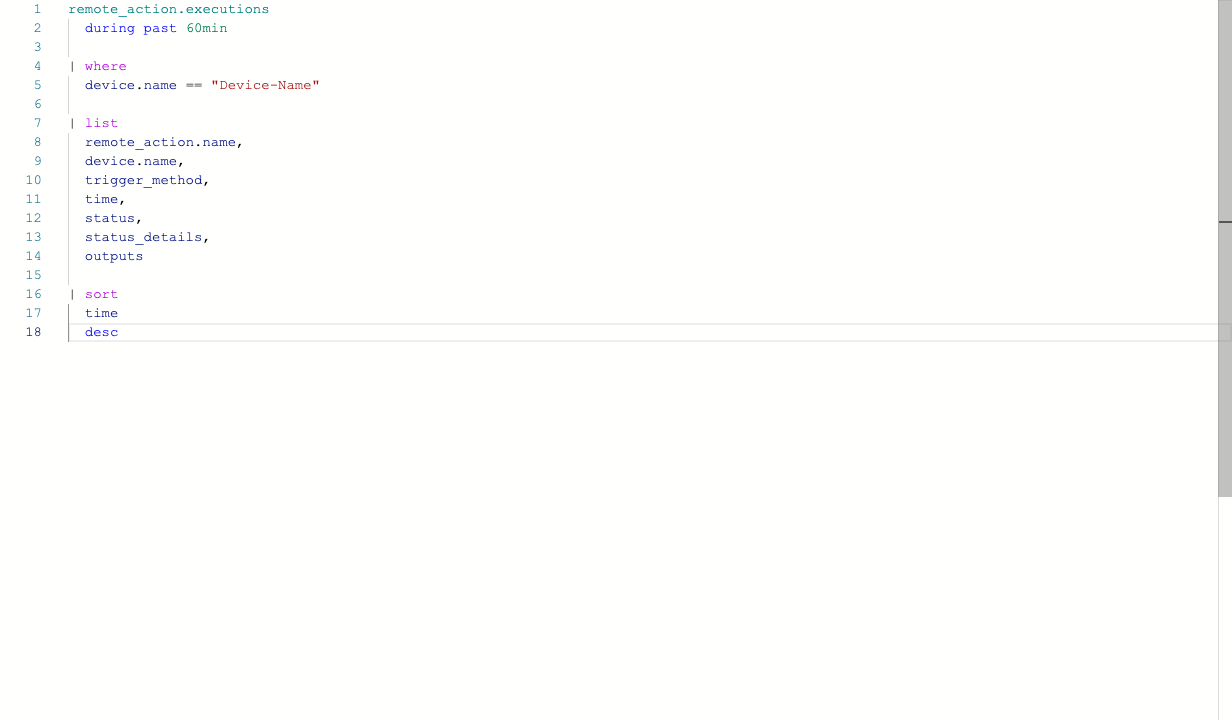 1 remote_action.executions
2 during past 60min
3
4 | where
5 device.name == "Device-Name"
6
7 | list
8 remote_action.name,
9 device.name,
10 trigger_method,
11 time,
12 status,
13 status_details,
14 outputs
15
16 | sort
17 time
18 desc